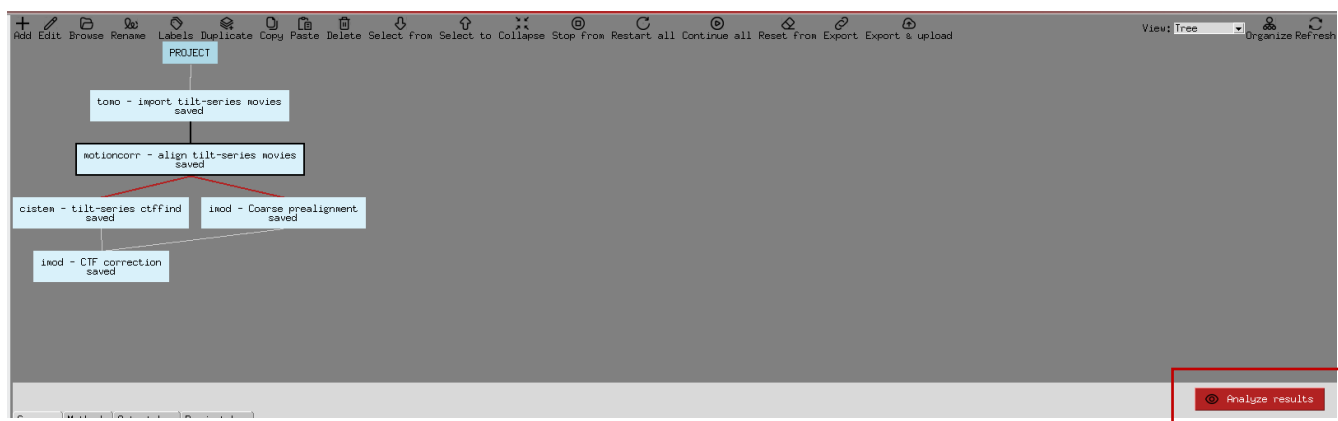 Add Edit Browse Rename Labels Duplicate Copy Paste Delete Select from Select to Collapse Stop from Restart all Continue all Reset from Export Export & upload View: Tree Organize Refresh
PROJECT
tomo - import tilt-series movies
saved
motioncorr - align tilt-series movies
saved
cistem - tilt-series ctffind
saved
imod - Coarse prealignment
saved
imod - CTF correction
saved
Analyze results